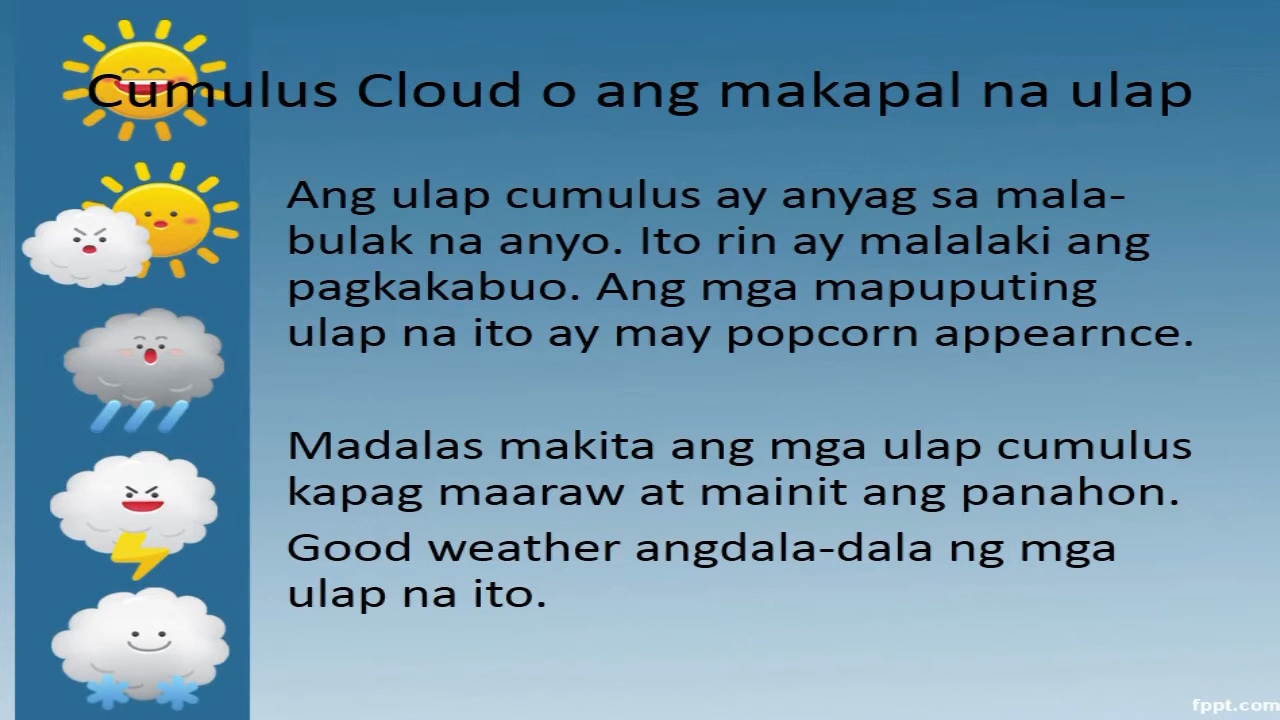 Cumulus Cloud o ang makapal na ulap
Ang ulap cumulus ay anyag sa mala-
bulak na anyo. Ito rin ay malalaki ang
pagkakabuo. Ang mga mapuputing
ulap na ito ay may popcorn appearnce.
Madalas makita ang mga ulap cumulus
kapag maaraw at mainit ang panahon.
Good weather angdala-dala ng mga
ulap na ito.
fppt.com